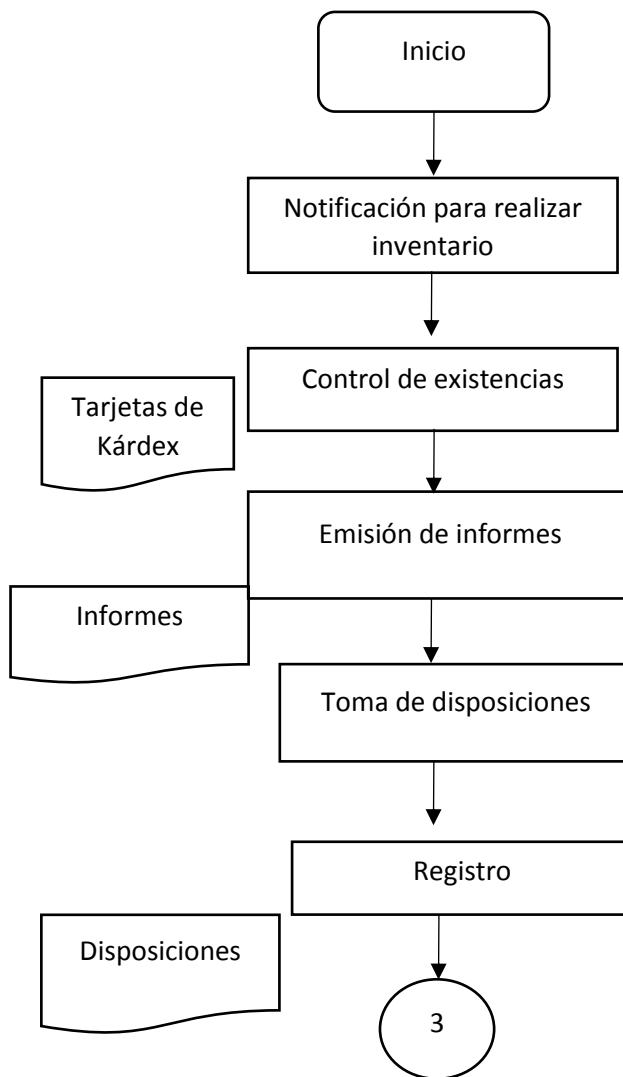 Inicio
Notificación para realizar
inventario
Control de existencias
Tarjetas de
Kárdex
Emisión de informes
Informes
Toma de disposiciones
Registro
Disposiciones
3